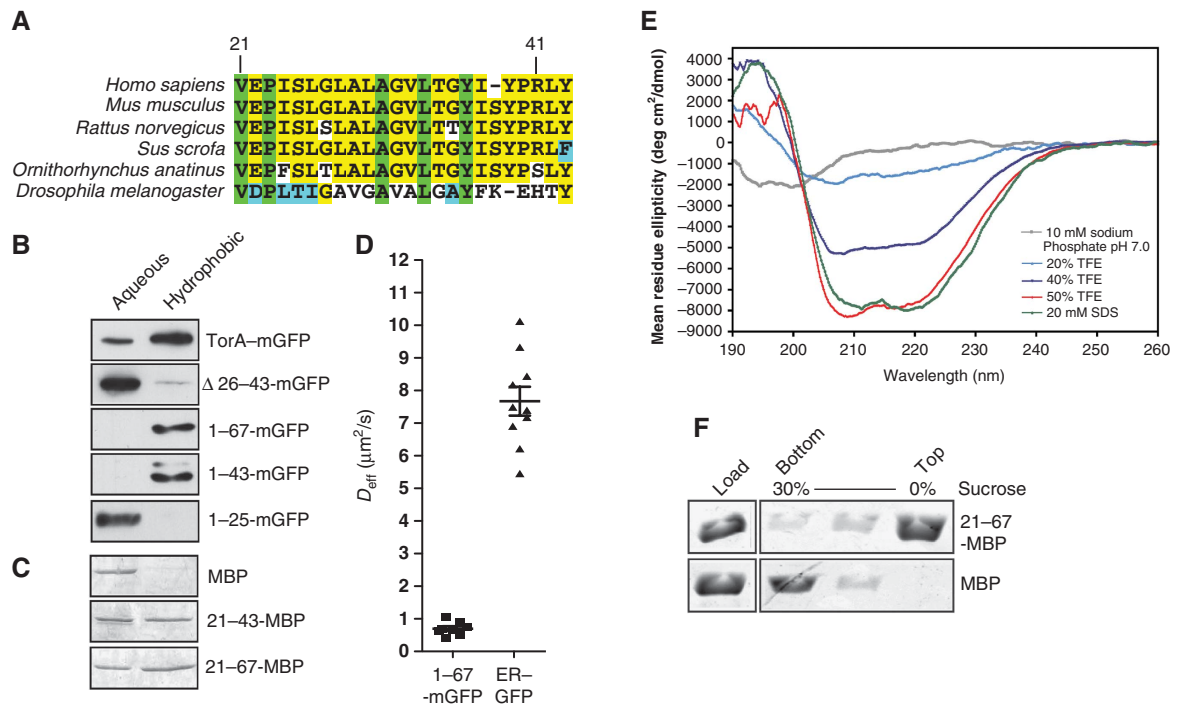 A
21 41
Homo sapiens VEPISLGLALAGVLTGYI-YPRLY
Mus musculus VEPISLGLALAGVLTGYISYPRLY
Rattus norvegicus VEPISLSLALAGVLTTYISYPRLY
Sus scrofa VEPISLGLALAGVLTGYISYPRLF
Ornithorhynchus anatinus VEPFSLTLALAGVLTGYISYPSLY
Drosophila melanogaster VDPLTIGAVGAVALGAYFK-EHTY
B
Aqueous
Hydrophobic
TorA–mGFP
Δ 26–43-mGFP
1–67-mGFP
1–43-mGFP
1–25-mGFP
C
MBP
21–43-MBP
21–67-MBP
D
Deff (μm²/s)
12
11
10
9
8
7
6
5
4
3
2
1
0
1–67
-mGFP
ER–
GFP
E
Mean residue ellipticity (deg cm²/dmol)
4000
3000
2000
1000
0
–1000
–2000
–3000
–4000
–5000
–6000
–7000
–8000
–9000
190 200 210 220 230 240 250 260
Wavelength (nm)
10 mM sodium
Phosphate pH 7.0
20% TFE
40% TFE
50% TFE
20 mM SDS
F
Load
Bottom
Top
30% 0% Sucrose
21–67
-MBP
MBP